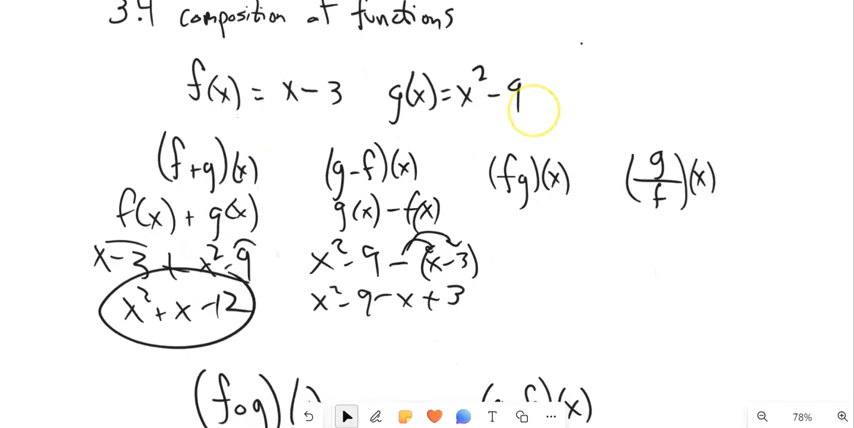 3.4 composition of functions
f(x) = x - 3 g(x) = x² - 9
(f+g)(x) (g-f)(x) (fg)(x) (g/f)(x)
f(x) + g(x) g(x) - f(x)
x - 3 + x² - 9 x² - 9 - (x - 3)
x² + x - 12 x² - 9 - x + 3
(f∘g)( (x)
T ...
78%